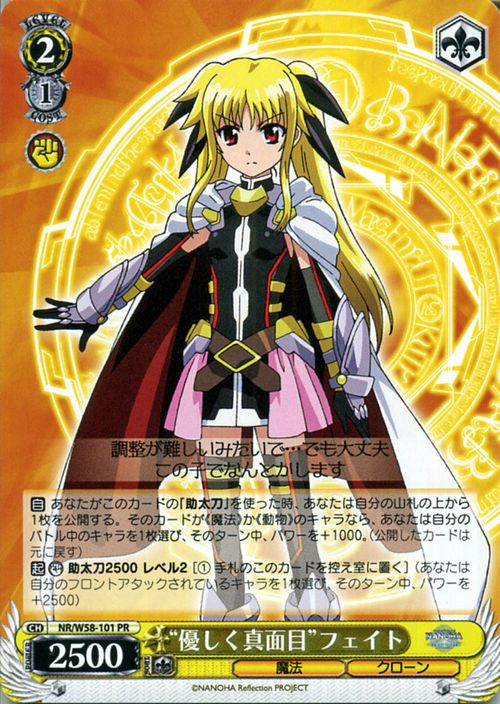 LEVEL
2
1
COST
調整が難しいみたいで…でも大丈夫
この子でなんとかします
自 あなたがこのカードの「助太刀」を使った時、あなたは自分の山札の上から
1枚を公開する。そのカードが《魔法》か《動物》のキャラなら、あなたは自分の
バトル中のキャラを1枚選び、そのターン中、パワーを+1000。(公開したカードは
元に戻す)
起 助太刀2500 レベル2 [① 手札のこのカードを控え室に置く] (あなたは
自分のフロントアタックされているキャラを1枚選び、そのターン中、パワーを
+2500)
CH NR/W58-101 PR
POWER 2500 SOUL
“優しく真面目”フェイト
NANOHA
魔法 クローン
©NANOHA Reflection PROJECT